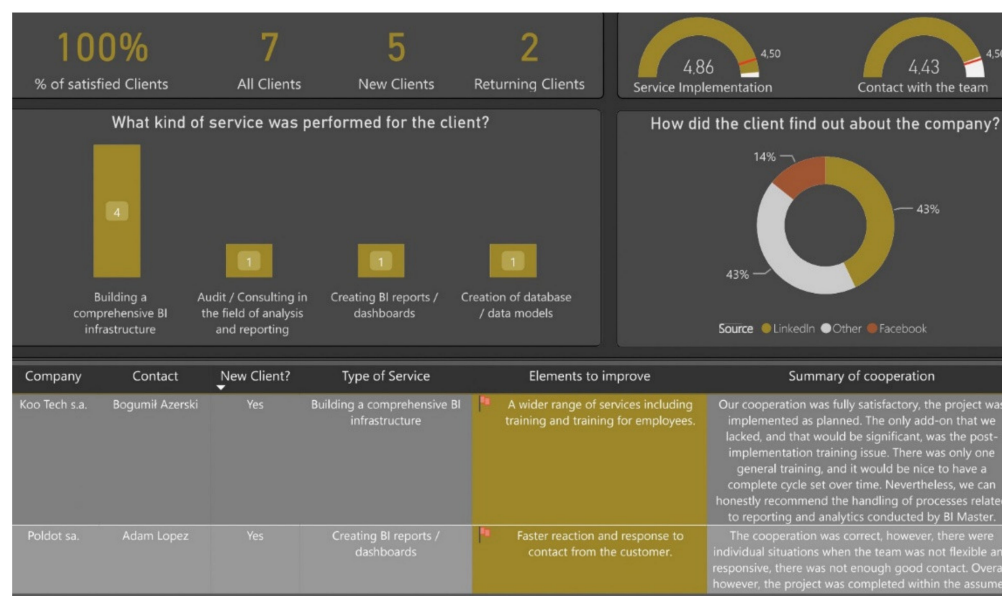 100%
7
5
2
% of satisfied Clients
All Clients
New Clients
Returning Clients
4,86
4,50
Service Implementation
4,43
Contact with the team
What kind of service was performed for the client?
4
1
1
1
Building a
comprehensive BI
infrastructure
Audit / Consulting in
the field of analysis
and reporting
Creating BI reports /
dashboards
Creation of database
/ data models
How did the client find out about the company?
14%
43%
43%
Source LinkedIn Other Facebook
Company Contact New Client? Type of Service Elements to improve Summary of cooperation
Koo Tech s.a.
Bogumił Azerski
Yes
Building a comprehensive BI
infrastructure
A wider range of services including
training and training for employees.
Our cooperation was fully satisfactory, the project was
implemented as planned. The only add-on that we
lacked, and that would be significant, was the post-
implementation training issue. There was only one
general training, and it would be nice to have a
complete cycle set over time. Nevertheless, we can
honestly recommend the handling of processes
to reporting and analytics conducted by BI Master.
Poldot sa.
Adam Lopez
Yes
Creating BI reports /
dashboards
Faster reaction and response to
contact from the customer.
The cooperation was correct, however, there were
individual situations when the team was not flexible
responsive, there was not enough good contact.
however, the project was completed within the